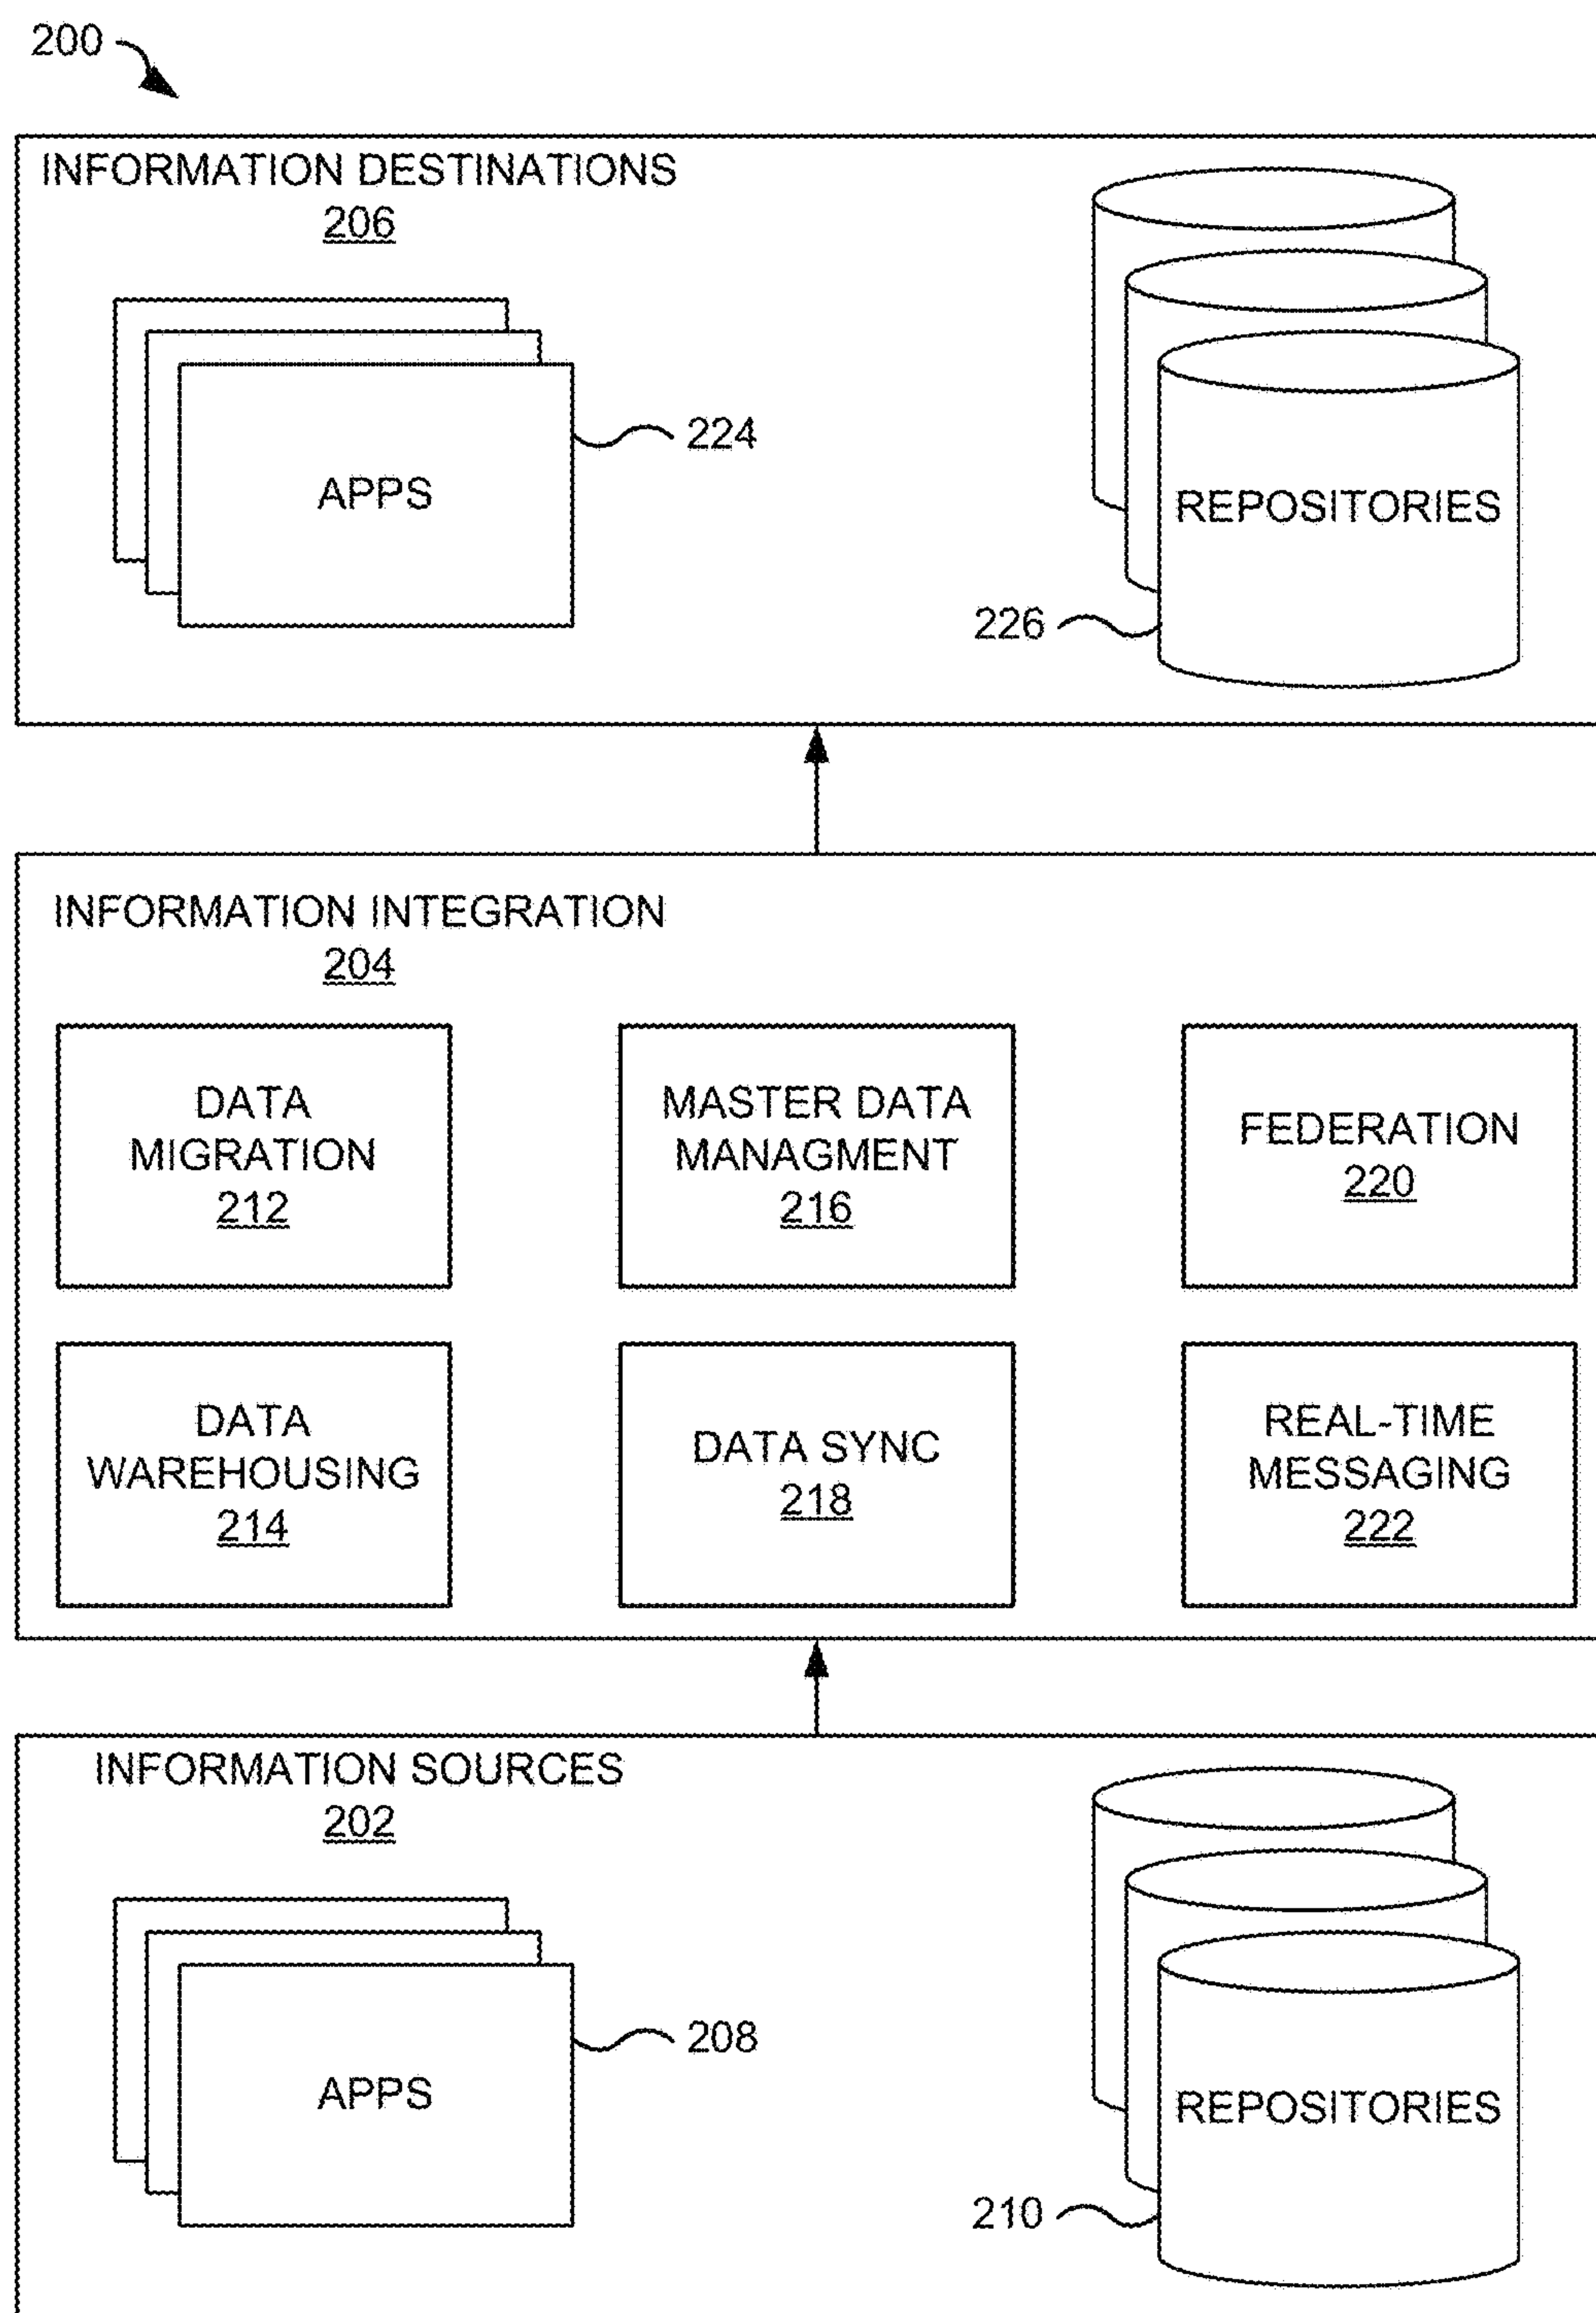 200
INFORMATION DESTINATIONS
206
APPS
224
REPOSITORIES
226
INFORMATION INTEGRATION
204
DATA
MIGRATION
212
MASTER DATA
MANAGMENT
216
FEDERATION
220
DATA
WAREHOUSING
214
DATA SYNC
218
REAL-TIME
MESSAGING
222
INFORMATION SOURCES
202
APPS
208
REPOSITORIES
210